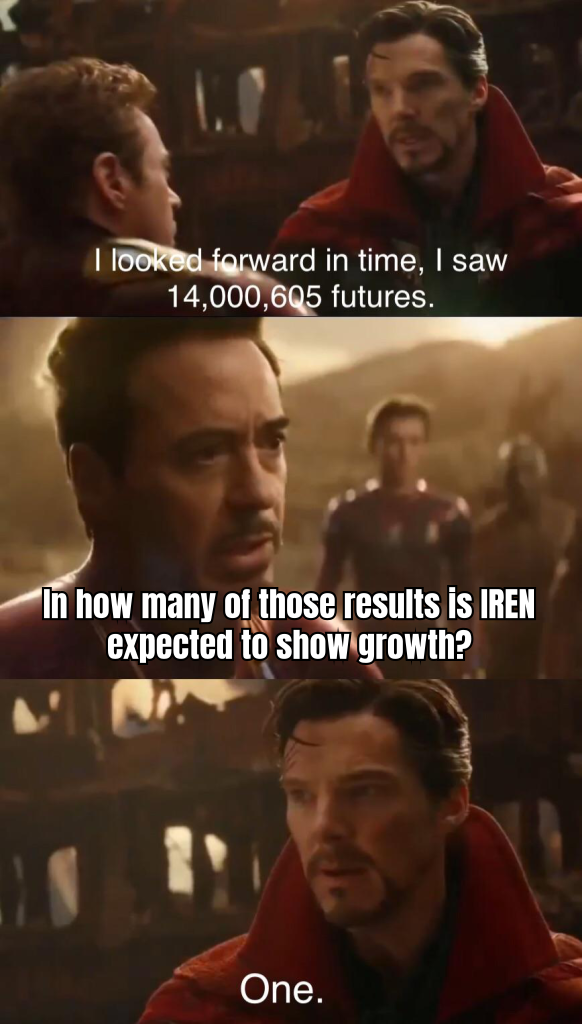 I looked forward in time, I saw
14,000,605 futures.
In how many of those results is IREN
expected to show growth?
One.